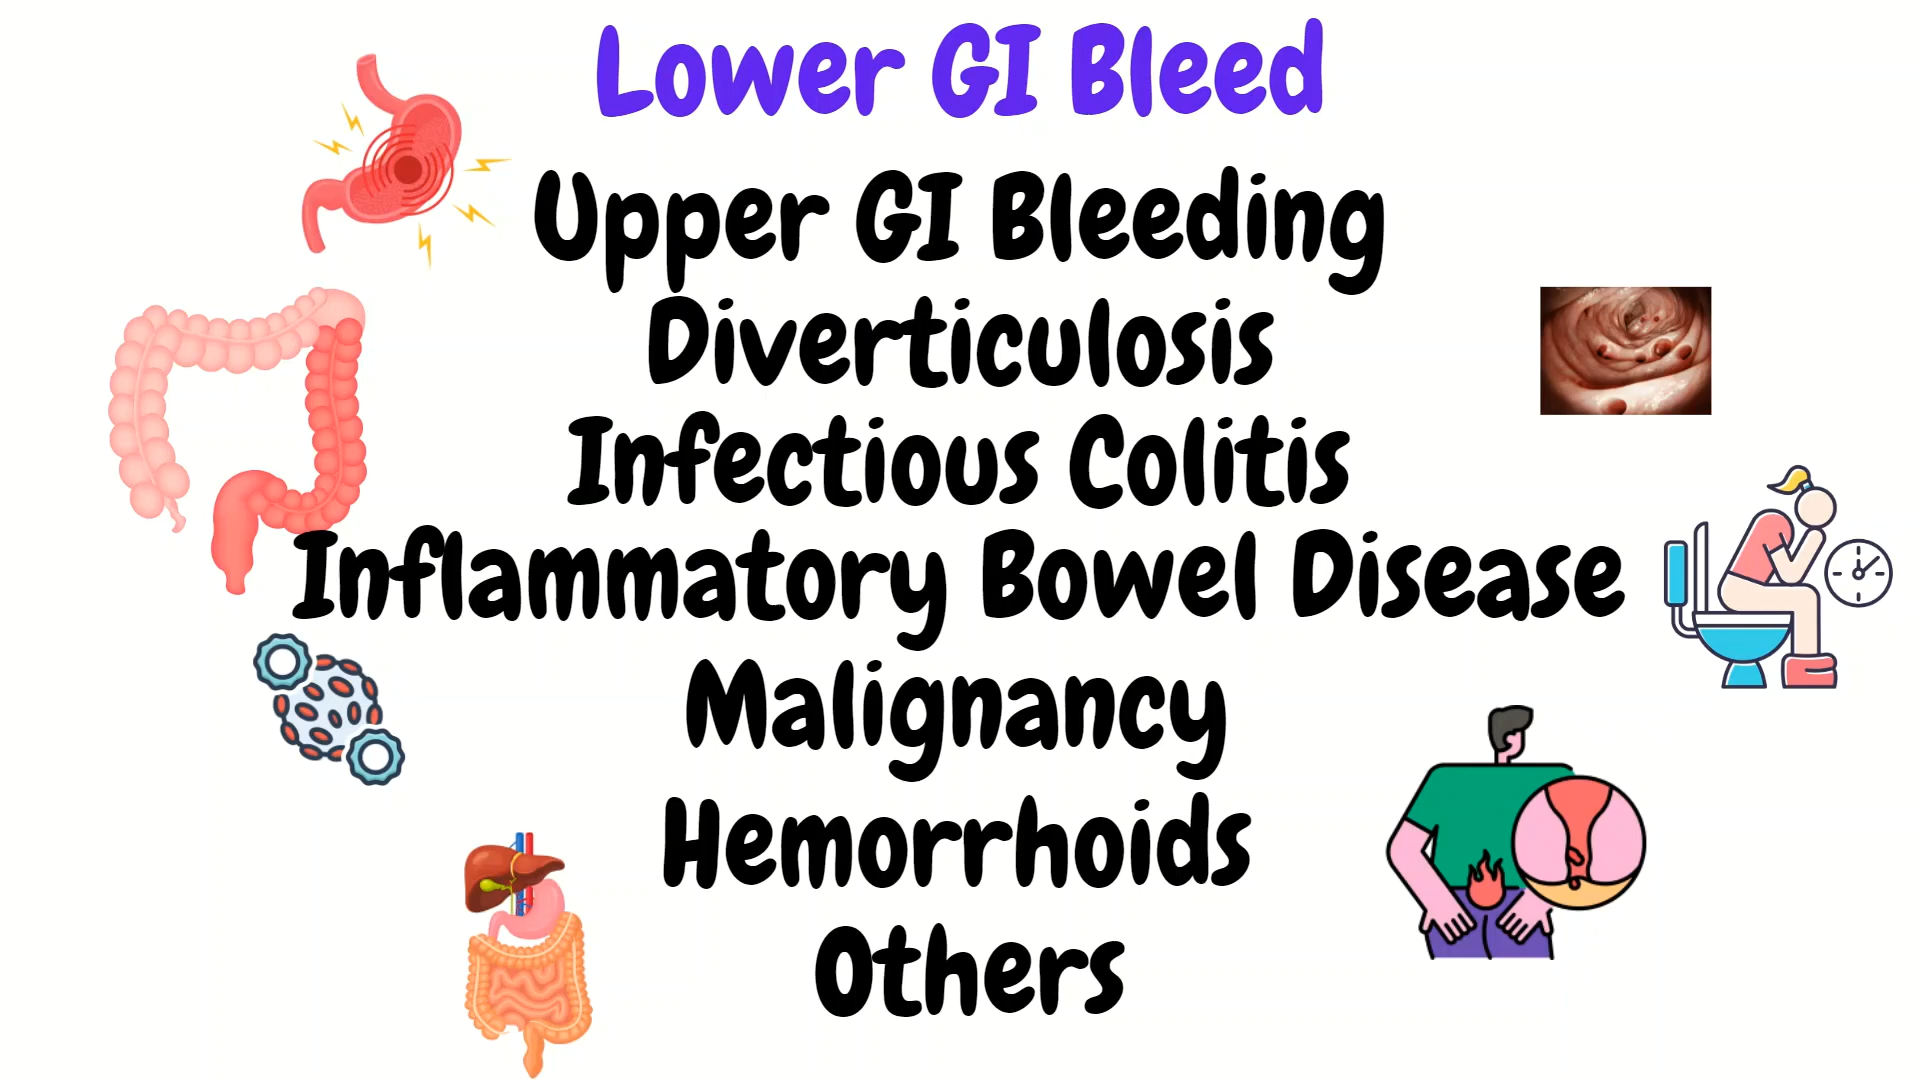 Lower GI Bleed
Upper GI Bleeding
Diverticulosis
Infectious Colitis
Inflammatory Bowel Disease
Malignancy
Hemorrhoids
Others